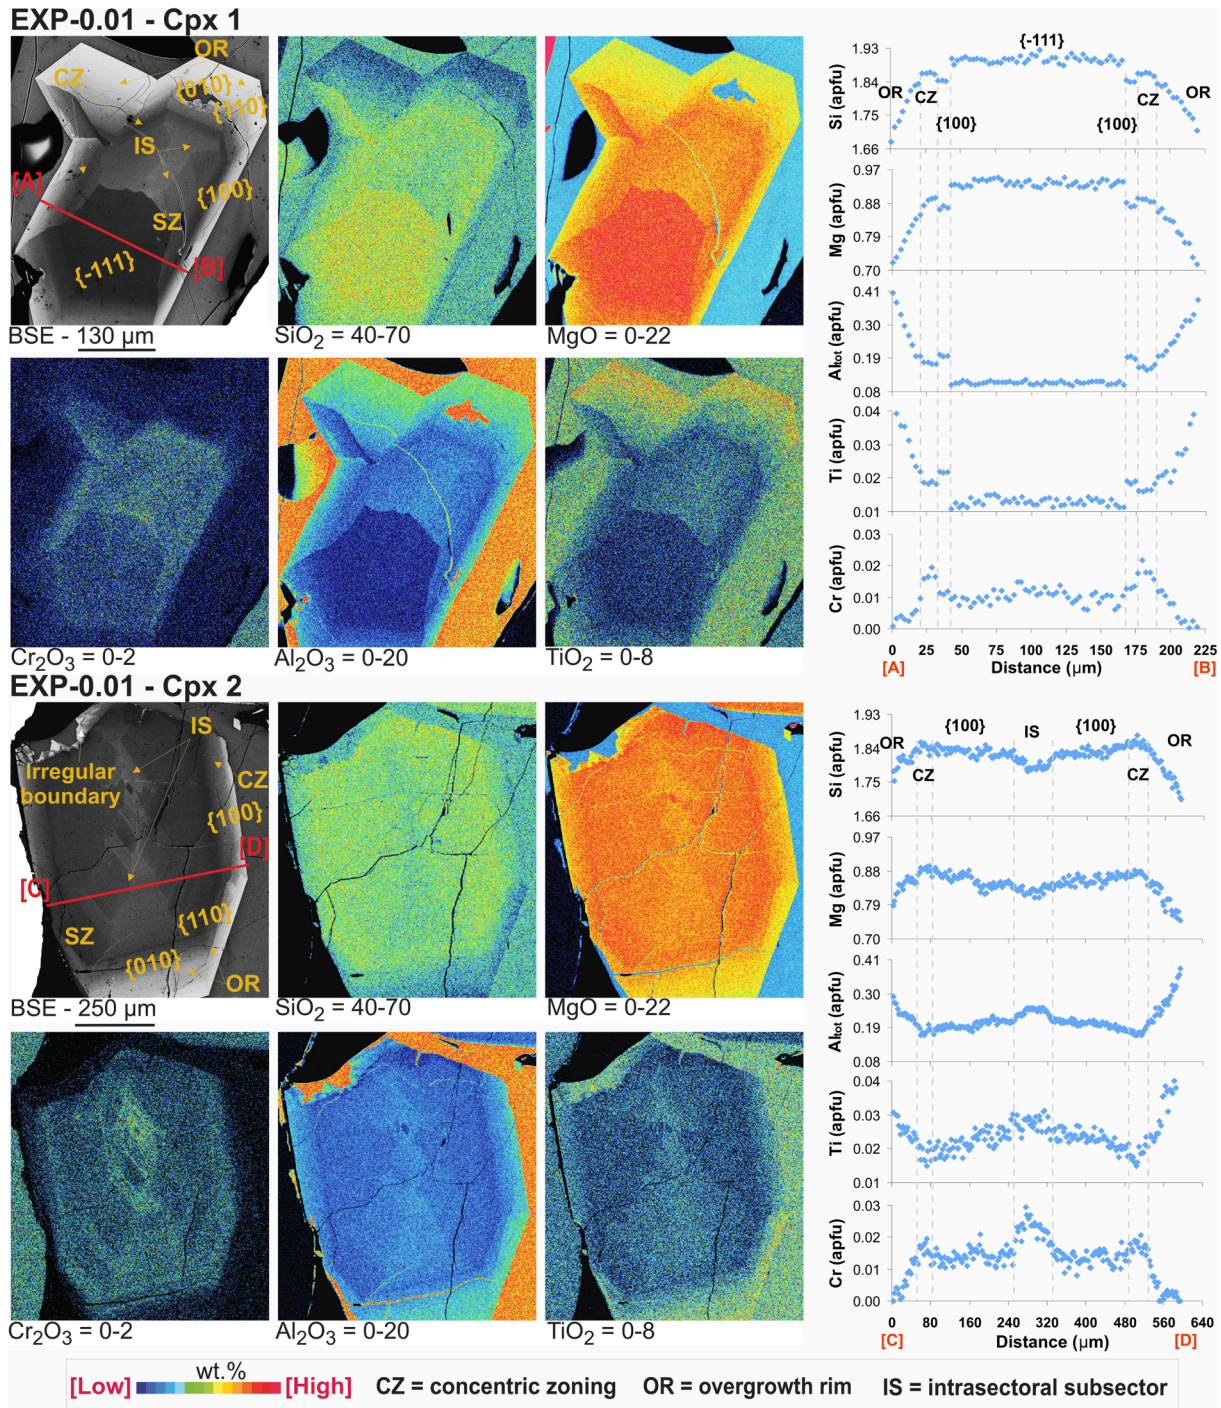 EXP-0.01 - Cpx 1
OR
CZ
{010}
{110}
IS
[A]
{100}
SZ
[B]
{-111}
BSE - 130 µm
SiO2 = 40-70
MgO = 0-22
Cr2O3 = 0-2
Al2O3 = 0-20
TiO2 = 0-8
{-111}
OR CZ CZ OR
{100} {100}
Si (apfu)
1.93
1.84
1.75
1.66
Mg (apfu)
0.97
0.88
0.79
0.70
Altot (apfu)
0.41
0.30
0.19
0.08
Ti (apfu)
0.04
0.03
0.02
0.01
Cr (apfu)
0.03
0.02
0.01
0.00
0 25 50 75 100 125 150 175 200 225
[A] Distance (µm) [B]
EXP-0.01 - Cpx 2
IS
Irregular
boundary
CZ
{100}
[D]
[C]
{110}
SZ
{010}
OR
BSE - 250 µm
SiO2 = 40-70
MgO = 0-22
Cr2O3 = 0-2
Al2O3 = 0-20
TiO2 = 0-8
{100} IS {100}
OR OR
CZ CZ
Si (apfu)
1.93
1.84
1.75
1.66
Mg (apfu)
0.97
0.88
0.79
0.70
Altot (apfu)
0.41
0.30
0.19
0.08
Ti (apfu)
0.04
0.03
0.02
0.01
Cr (apfu)
0.03
0.02
0.01
0.00
0 80 160 240 320 400 480 560 640
[C] Distance (µm) [D]
wt.%
[Low] [High] CZ = concentric zoning OR = overgrowth rim IS = intrasectoral subsector